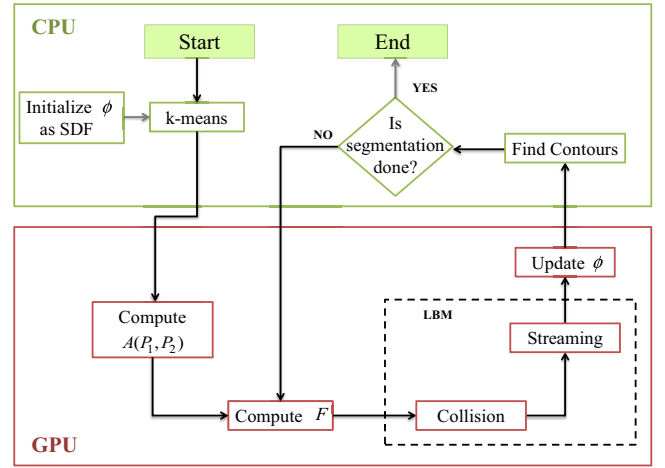 CPU
Start
End
Initialize ϕ
as SDF
k-means
YES
NO
Is
segmentation
done?
Find Contours
Update ϕ
LBM
Compute
A(P₁, P₂)
Streaming
Compute F
Collision
GPU